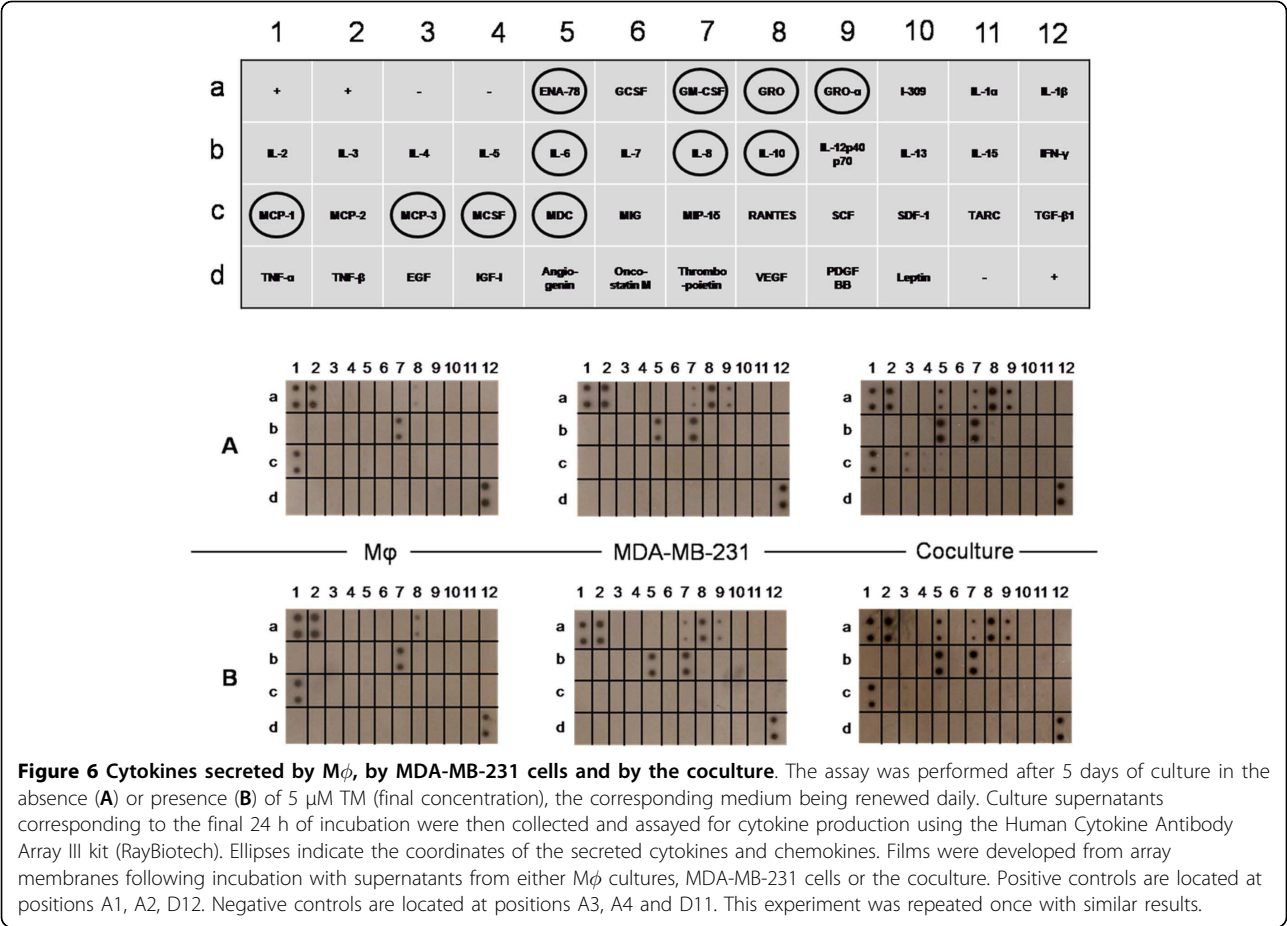 1 2 3 4 5 6 7 8 9 10 11 12
a + + - - ENA-78 GCSF GM-CSF GRO GRO-α I-309 IL-1α IL-1β
b IL-2 IL-3 IL-4 IL-5 IL-6 IL-7 IL-8 IL-10 IL-12p40 p70 IL-13 IL-15 IFN-γ
c MCP-1 MCP-2 MCP-3 MCSF MDC MIG MIP-1δ RANTES SCF SDF-1 TARC TGF-β1
d TNF-α TNF-β EGF IGF-I Angio-genin Onco-statin M Thrombo-poietin VEGF PDGF BB Leptin - +
1 2 3 4 5 6 7 8 9 10 11 12 1 2 3 4 5 6 7 8 9 10 11 12 1 2 3 4 5 6 7 8 9 10 11 12
a a a
b b b
A
c c c
d d d
Mφ MDA-MB-231 Coculture
1 2 3 4 5 6 7 8 9 10 11 12 1 2 3 4 5 6 7 8 9 10 11 12 1 2 3 4 5 6 7 8 9 10 11 12
a a a
b b b
B
c c c
d d d
Figure 6 Cytokines secreted by Mϕ, by MDA-MB-231 cells and by the coculture. The assay was performed after 5 days of culture in the
absence (A) or presence (B) of 5 μM TM (final concentration), the corresponding medium being renewed daily. Culture supernatants
corresponding to the final 24 h of incubation were then collected and assayed for cytokine production using the Human Cytokine Antibody
Array III kit (RayBiotech). Ellipses indicate the coordinates of the secreted cytokines and chemokines. Films were developed from array
membranes following incubation with supernatants from either Mϕ cultures, MDA-MB-231 cells or the coculture. Positive controls are located at
positions A1, A2, D12. Negative controls are located at positions A3, A4 and D11. This experiment was repeated once with similar results.